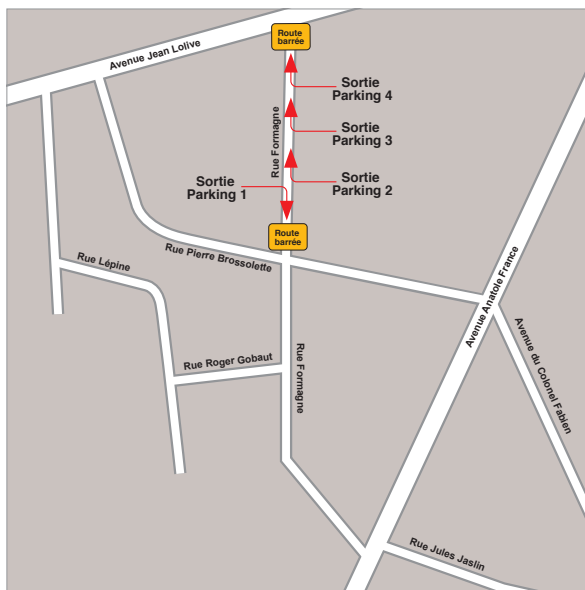 Route
barrée
Avenue Jean Lolive
Sortie
Parking 4
Rue Formagne
Sortie
Parking 3
Sortie
Parking 2
Sortie
Parking 1
Route
barrée
Rue Pierre Brossolette
Rue Lépine
Avenue Anatole France
Avenue du Colonel Fabien
Rue Roger Gobaut
Rue Formagne
Rue Jules Jaslin